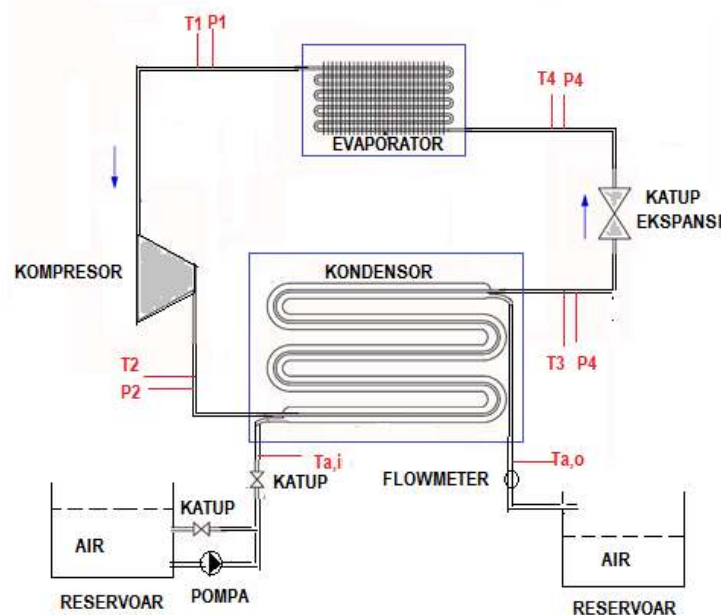 T1 P1
T4 P4
EVAPORATOR
KATUP
EKSPANSI
KOMPRESOR
KONDENSOR
T2
P2
T3 P4
Ta,i
Ta,o
KATUP
FLOWMETER
KATUP
AIR
AIR
RESERVOAR
POMPA
RESERVOAR